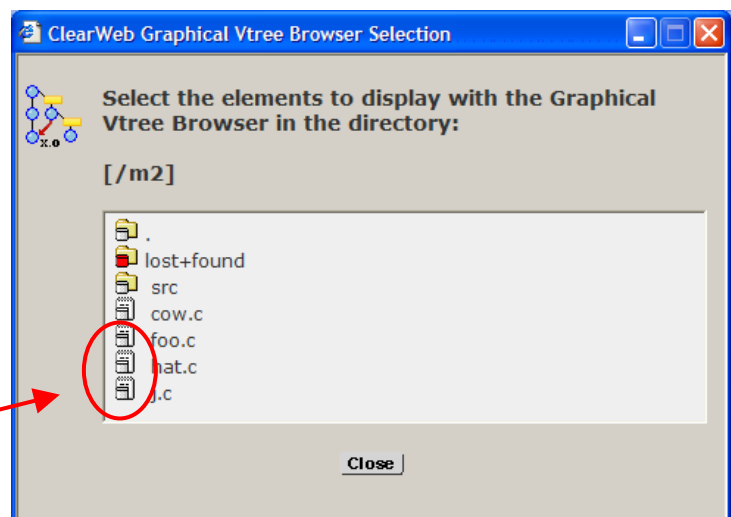 ClearWeb Graphical Vtree Browser Selection
x.o
Select the elements to display with the Graphical
Vtree Browser in the directory:
[/m2]
.
lost+found
src
cow.c
foo.c
hat.c
j.c
Close